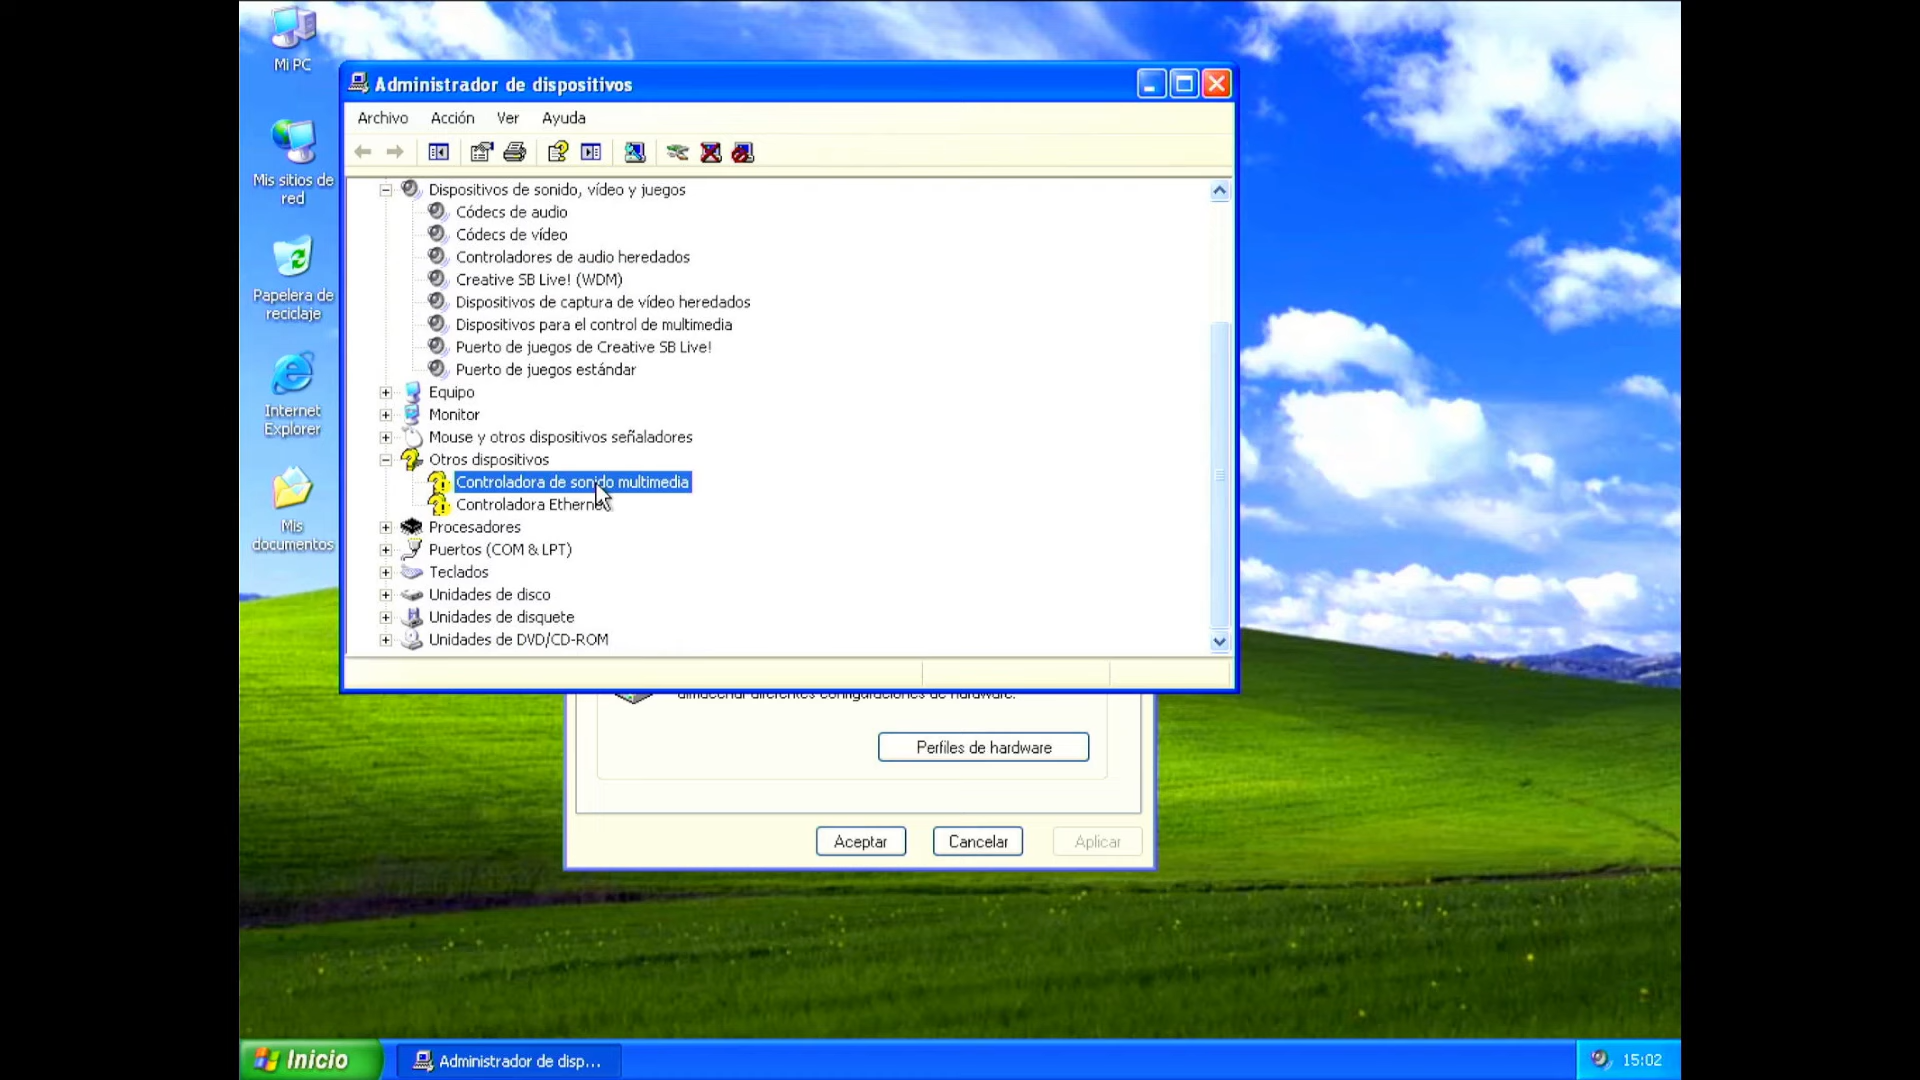 Mi PC
Mis sitios de
red
Papelera de
reciclaje
Internet
Explorer
Mis
documentos
Administrador de dispositivos
Archivo Acción Ver Ayuda
Dispositivos de sonido, vídeo y juegos
Códecs de audio
Códecs de vídeo
Controladores de audio heredados
Creative SB Live! (WDM)
Dispositivos de captura de vídeo heredados
Dispositivos para el control de multimedia
Puerto de juegos de Creative SB Live!
Puerto de juegos estándar
Equipo
Monitor
Mouse y otros dispositivos señaladores
Otros dispositivos
Controladora de sonido multimedia
Controladora Ethernet
Procesadores
Puertos (COM & LPT)
Teclados
Unidades de disco
Unidades de disquete
Unidades de DVD/CD-ROM
almacenar diferentes configuraciones de hardware.
Perfiles de hardware
Aceptar Cancelar Aplicar
Inicio Administrador de disp... 15:02